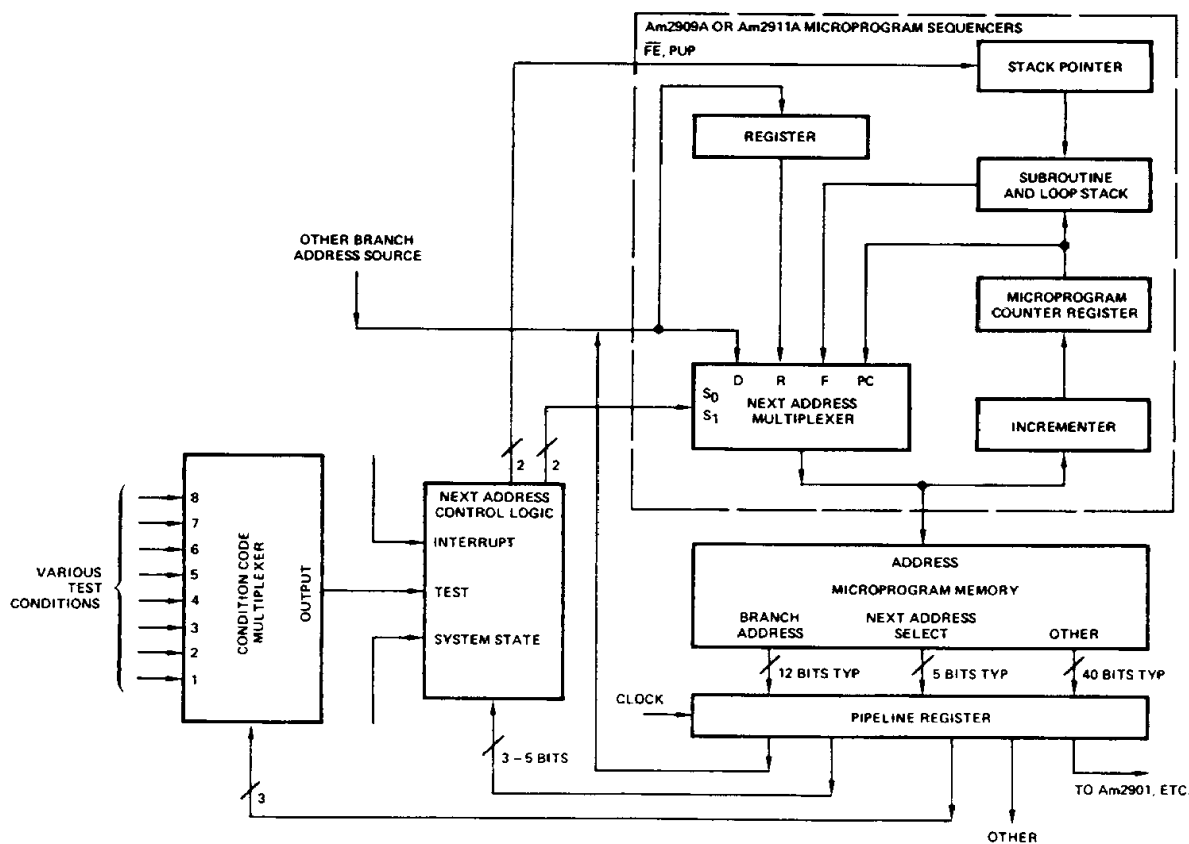 Am2909A OR Am2911A MICROPROGRAM SEQUENCERS
FE, PUP
STACK POINTER
REGISTER
SUBROUTINE
AND LOOP STACK
OTHER BRANCH
ADDRESS SOURCE
MICROPROGRAM
COUNTER REGISTER
D R F PC
S0
S1
NEXT ADDRESS
MULTIPLEXER
INCREMENTER
2
2
NEXT ADDRESS
CONTROL LOGIC
INTERRUPT
TEST
SYSTEM STATE
VARIOUS
TEST
CONDITIONS
8
7
6
5
4
3
2
1
CONDITION CODE
MULTIPLEXER
OUTPUT
ADDRESS
MICROPROGRAM MEMORY
BRANCH
ADDRESS
NEXT ADDRESS
SELECT
OTHER
12 BITS TYP
5 BITS TYP
40 BITS TYP
CLOCK
PIPELINE REGISTER
3 – 5 BITS
3
TO Am2901, ETC.
OTHER